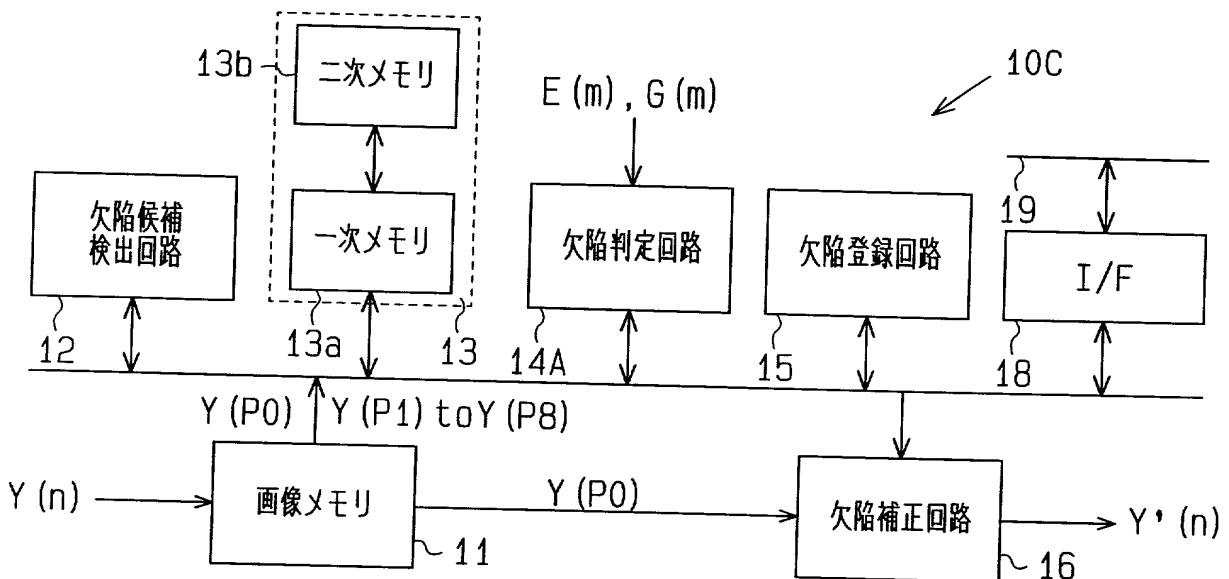 13b
二次メモリ
10C
E(m), G(m)
欠陥候補
検出回路
一次メモリ
欠陥判定回路
欠陥登録回路
19
I/F
12
13a
13
14A
15
18
Y(P0)
Y(P1)toY(P8)
Y(n)
画像メモリ
Y(P0)
欠陥補正回路
Y'(n)
11
16